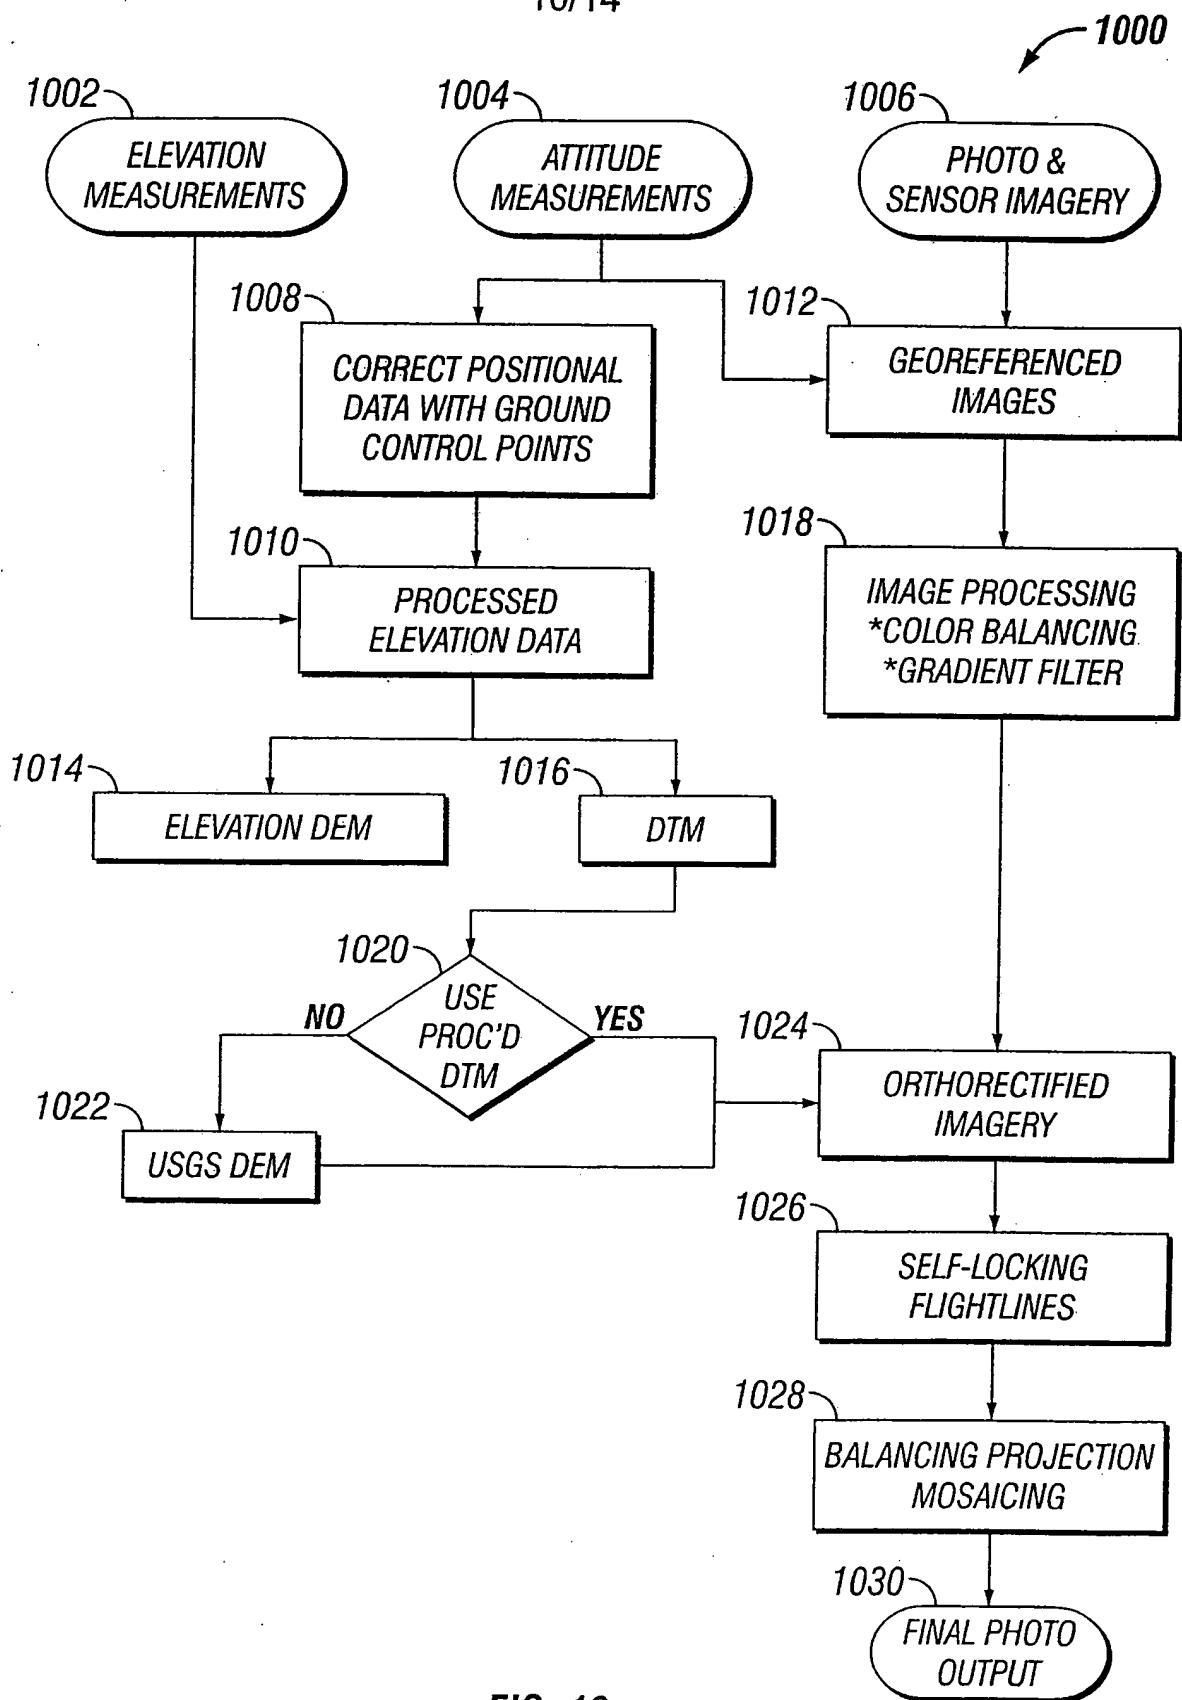 1000
1002
ELEVATION
MEASUREMENTS
1004
ATTITUDE
MEASUREMENTS
1006
PHOTO &
SENSOR IMAGERY
1008
CORRECT POSITIONAL
DATA WITH GROUND
CONTROL POINTS
1012
GEOREFERENCED
IMAGES
1010
PROCESSED
ELEVATION DATA
1018
IMAGE PROCESSING
*COLOR BALANCING
*GRADIENT FILTER
1014
ELEVATION DEM
1016
DTM
1020
USE
PROC'D
DTM
NO
YES
1022
USGS DEM
1024
ORTHORECTIFIED
IMAGERY
1026
SELF-LOCKING
FLIGHTLINES
1028
BALANCING PROJECTION
MOSAICING
1030
FINAL PHOTO
OUTPUT